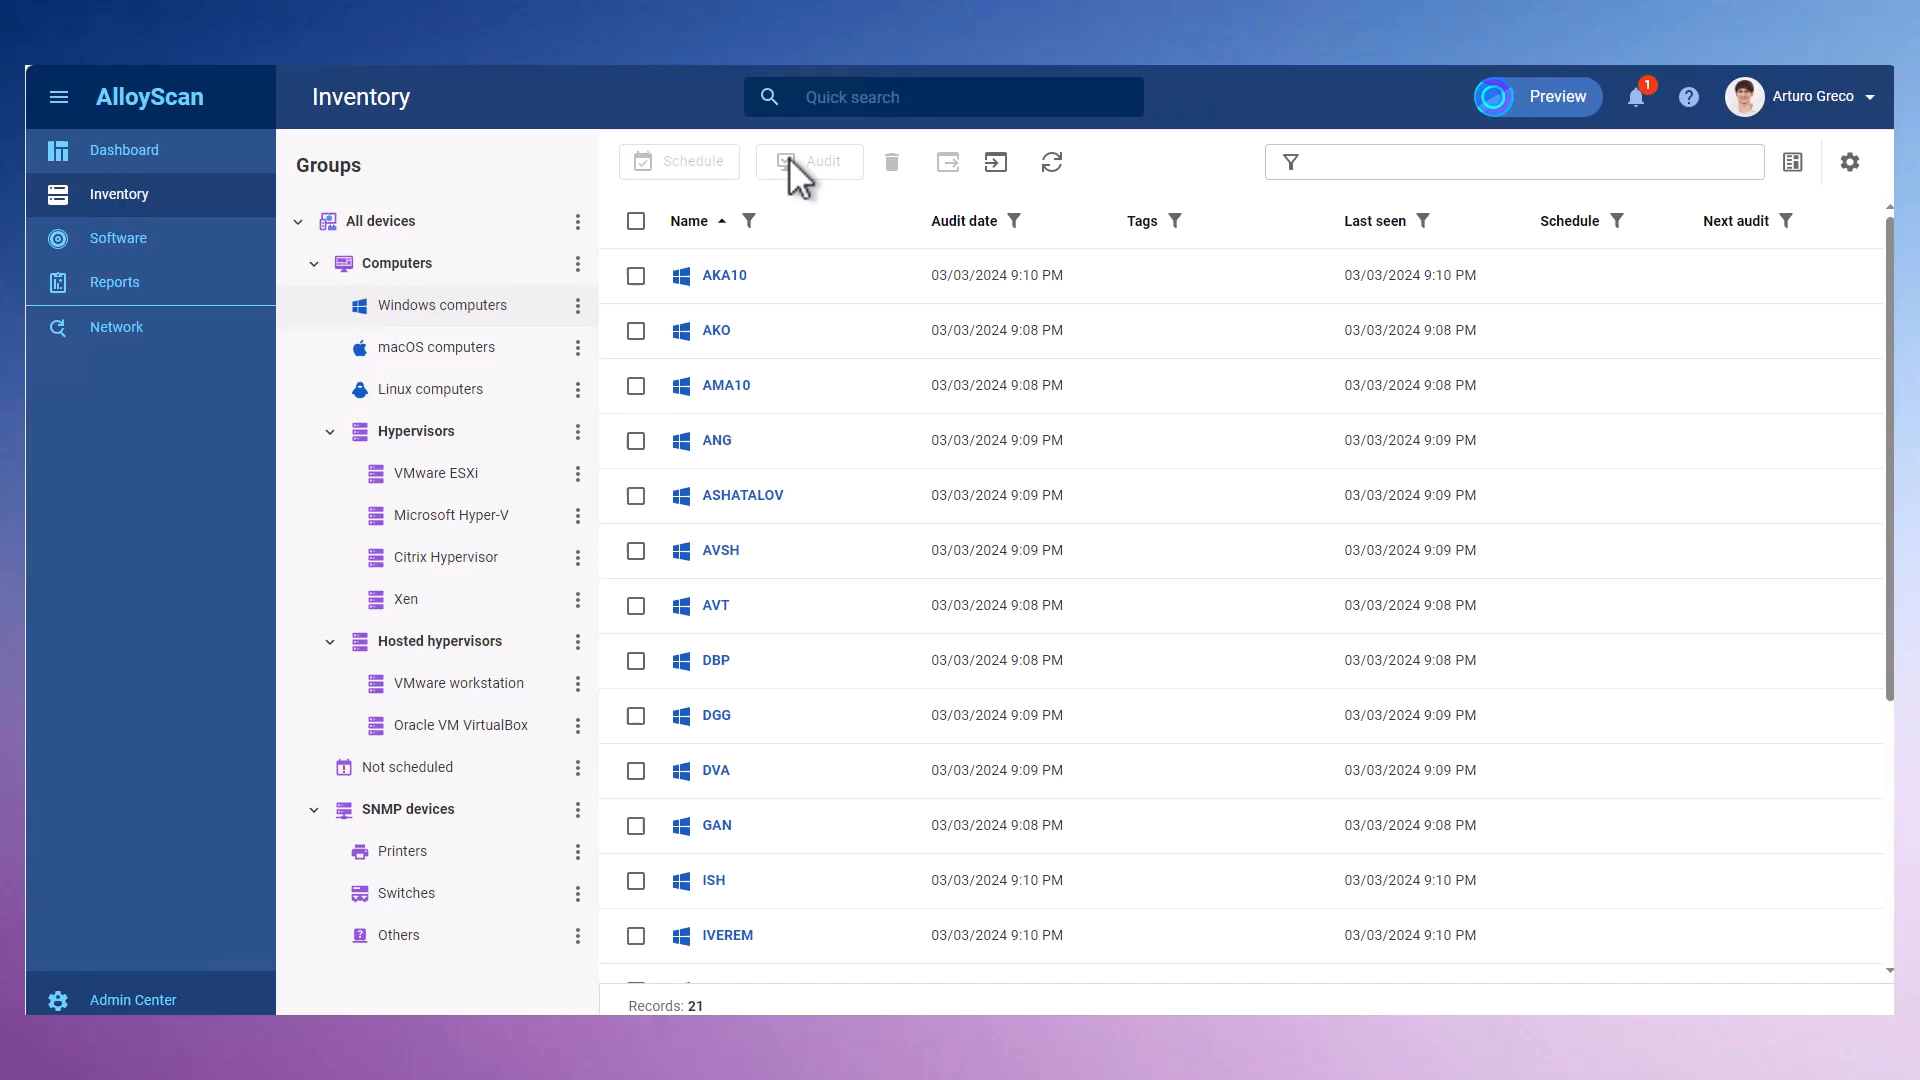 AlloyScan
Inventory
Quick search
Preview
1
Arturo Greco
Dashboard
Inventory
Software
Reports
Network
Admin Center
Groups
All devices
Computers
Windows computers
macOS computers
Linux computers
Hypervisors
VMware ESXi
Microsoft Hyper-V
Citrix Hypervisor
Xen
Hosted hypervisors
VMware workstation
Oracle VM VirtualBox
Not scheduled
SNMP devices
Printers
Switches
Others
Schedule Audit
Name Audit date Tags Last seen Schedule Next audit
AKA10 03/03/2024 9:10 PM 03/03/2024 9:10 PM
AKO 03/03/2024 9:08 PM 03/03/2024 9:08 PM
AMA10 03/03/2024 9:08 PM 03/03/2024 9:08 PM
ANG 03/03/2024 9:09 PM 03/03/2024 9:09 PM
ASHATALOV 03/03/2024 9:09 PM 03/03/2024 9:09 PM
AVSH 03/03/2024 9:09 PM 03/03/2024 9:09 PM
AVT 03/03/2024 9:08 PM 03/03/2024 9:08 PM
DBP 03/03/2024 9:08 PM 03/03/2024 9:08 PM
DGG 03/03/2024 9:09 PM 03/03/2024 9:09 PM
DVA 03/03/2024 9:09 PM 03/03/2024 9:09 PM
GAN 03/03/2024 9:08 PM 03/03/2024 9:08 PM
ISH 03/03/2024 9:10 PM 03/03/2024 9:10 PM
IVEREM 03/03/2024 9:10 PM 03/03/2024 9:10 PM
Records: 21